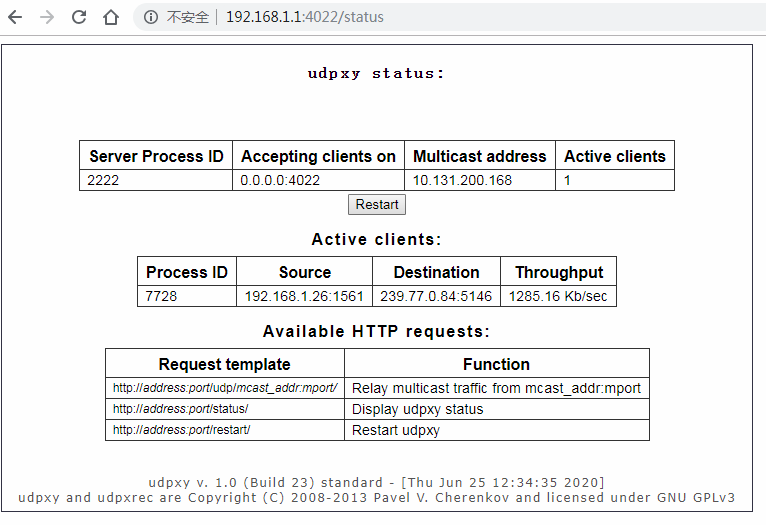 不安全 192.168.1.1:4022/status
udpxy status:
Server Process ID Accepting clients on Multicast address Active clients
2222 0.0.0.0:4022 10.131.200.168 1
Restart
Active clients:
Process ID Source Destination Throughput
7728 192.168.1.26:1561 239.77.0.84:5146 1285.16 Kb/sec
Available HTTP requests:
Request template Function
http://address:port/udp/mcast_addr:mport/ Relay multicast traffic from mcast_addr:mport
http://address:port/status/ Display udpxy status
http://address:port/restart/ Restart udpxy
udpxy v. 1.0 (Build 23) standard - [Thu Jun 25 12:34:35 2020]
udpxy and udpxrec are Copyright (C) 2008-2013 Pavel V. Cherenkov and licensed under GNU GPLv3